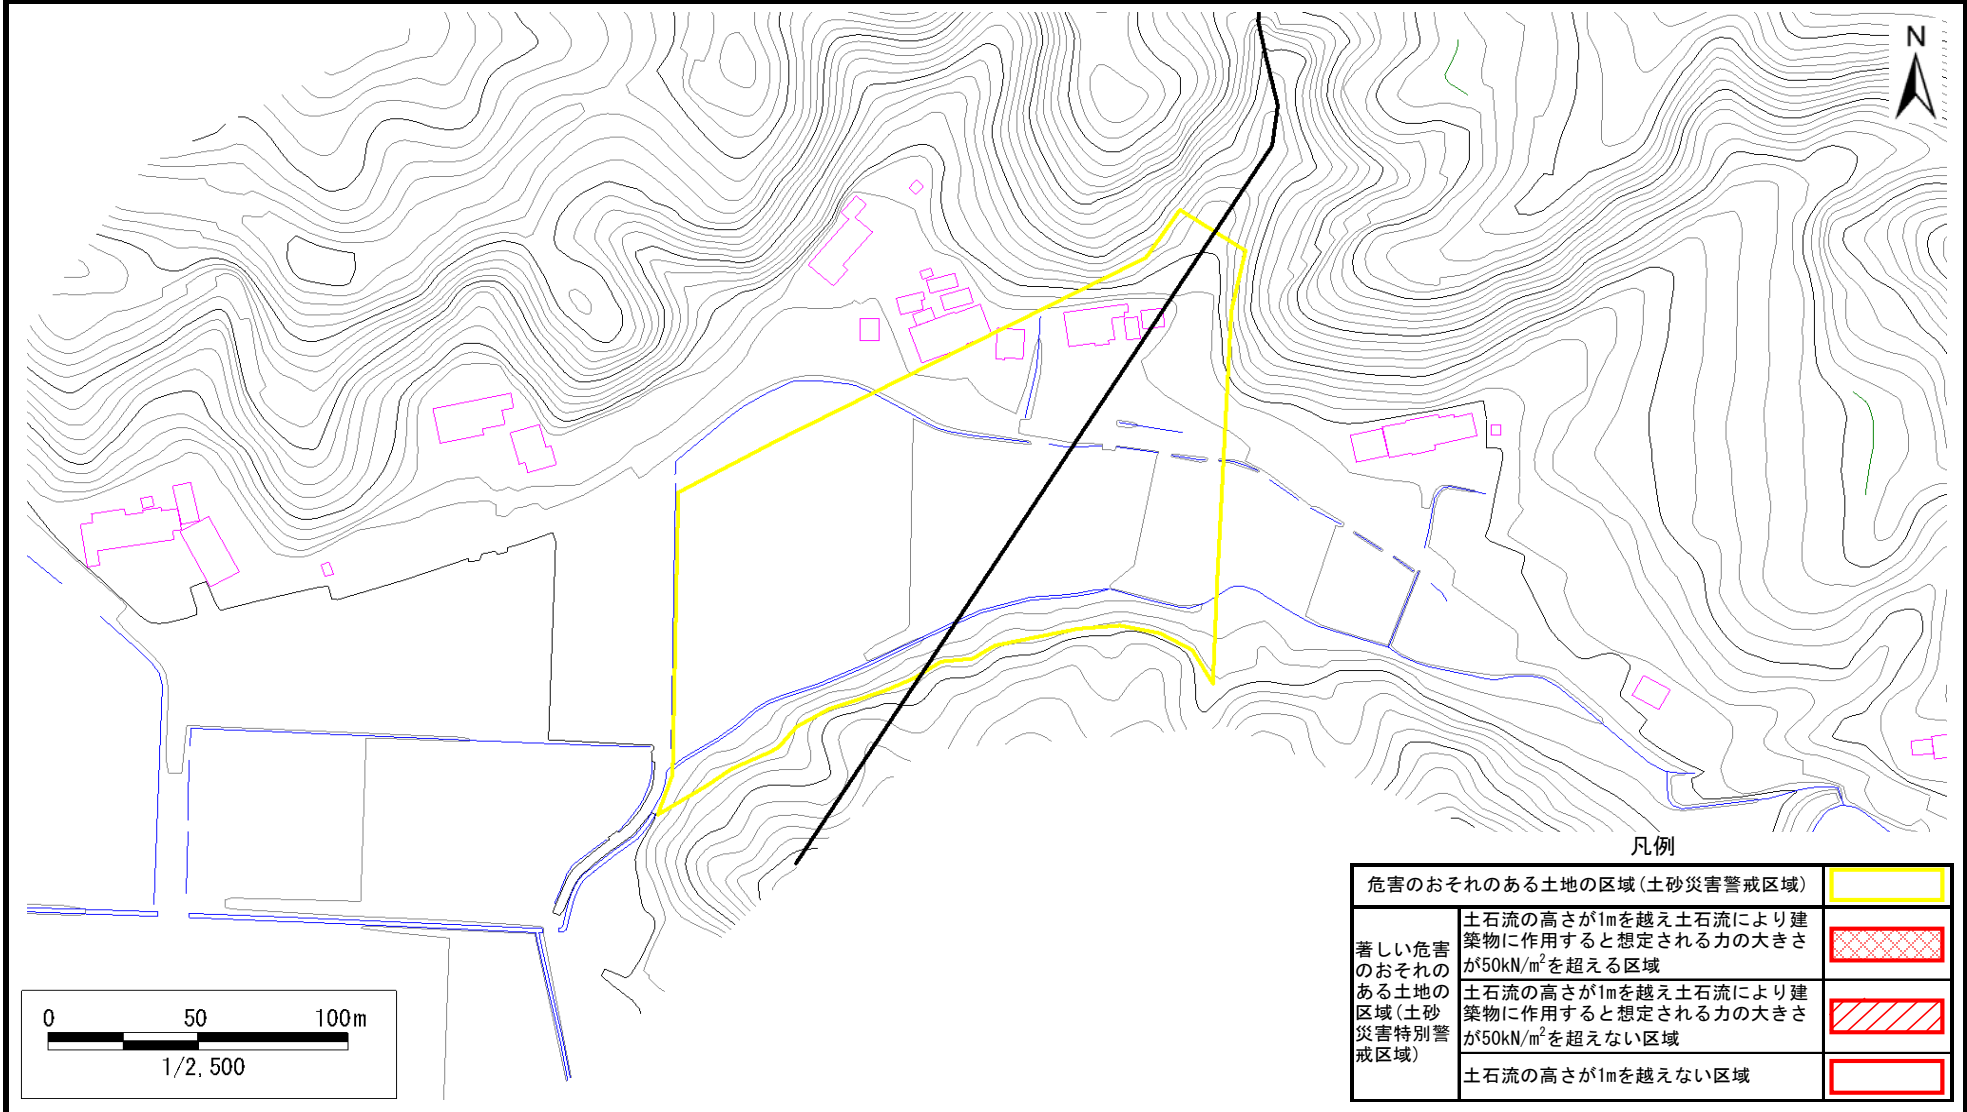 N
凡例
危害のおそれのある土地の区域(土砂災害警戒区域)
著しい危害
のおそれの
ある土地の
区域(土砂
災害特別警
戒区域)
土石流の高さが1mを越え土石流により建
築物に作用すると想定される力の大きさ
が50kN/m²を超える区域
土石流の高さが1mを越え土石流により建
築物に作用すると想定される力の大きさ
が50kN/m²を超えない区域
土石流の高さが1mを越えない区域
0 50 100m
1/2,500